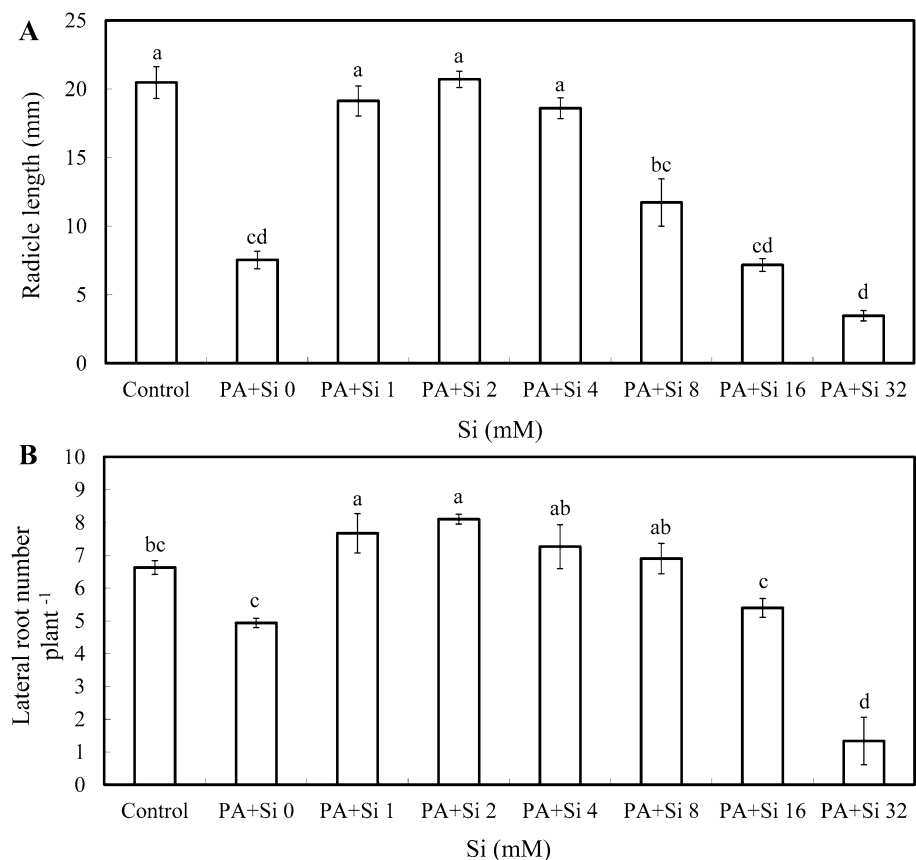 A
Radicle length (mm)
25
20
15
10
5
0
a
cd
a
a
a
bc
cd
d
Control PA+Si 0 PA+Si 1 PA+Si 2 PA+Si 4 PA+Si 8 PA+Si 16 PA+Si 32
Si (mM)
B
Lateral root number
plant -1
10
9
8
7
6
5
4
3
2
1
0
bc
c
a
a
ab
ab
c
d
Control PA+Si 0 PA+Si 1 PA+Si 2 PA+Si 4 PA+Si 8 PA+Si 16 PA+Si 32
Si (mM)